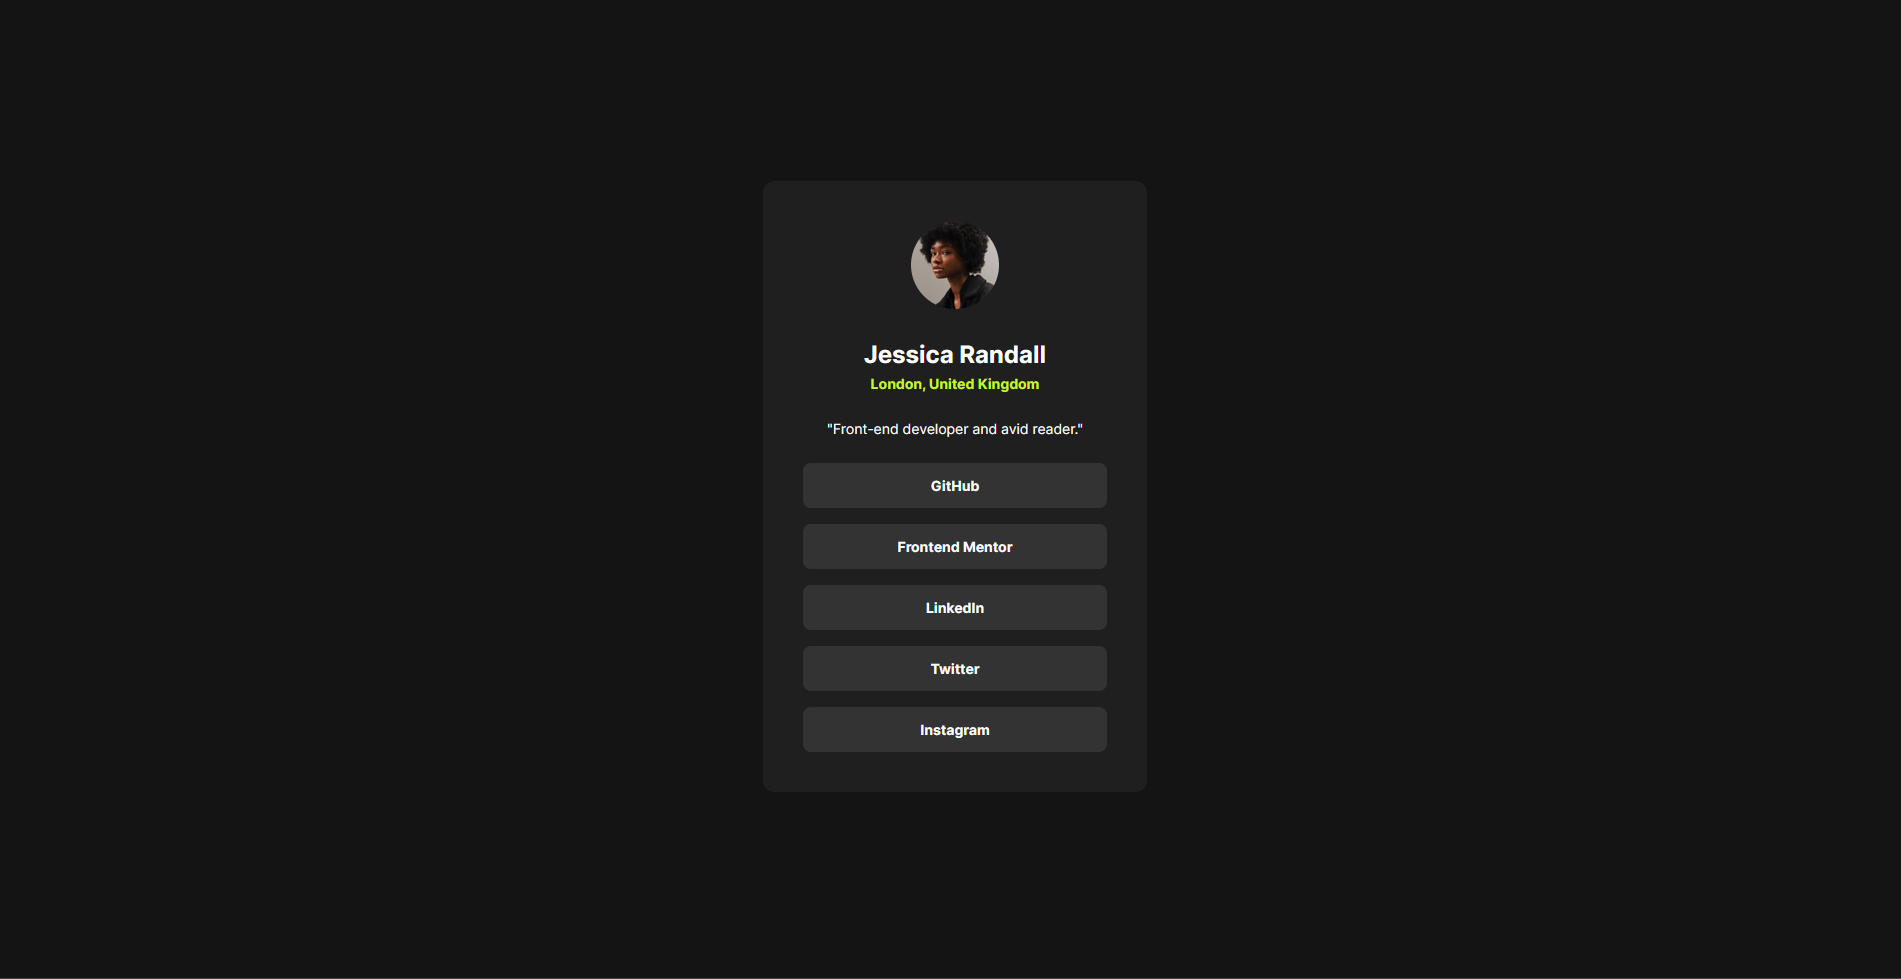 Jessica Randall
London, United Kingdom
"Front-end developer and avid reader."
GitHub
Frontend Mentor
LinkedIn
Twitter
Instagram